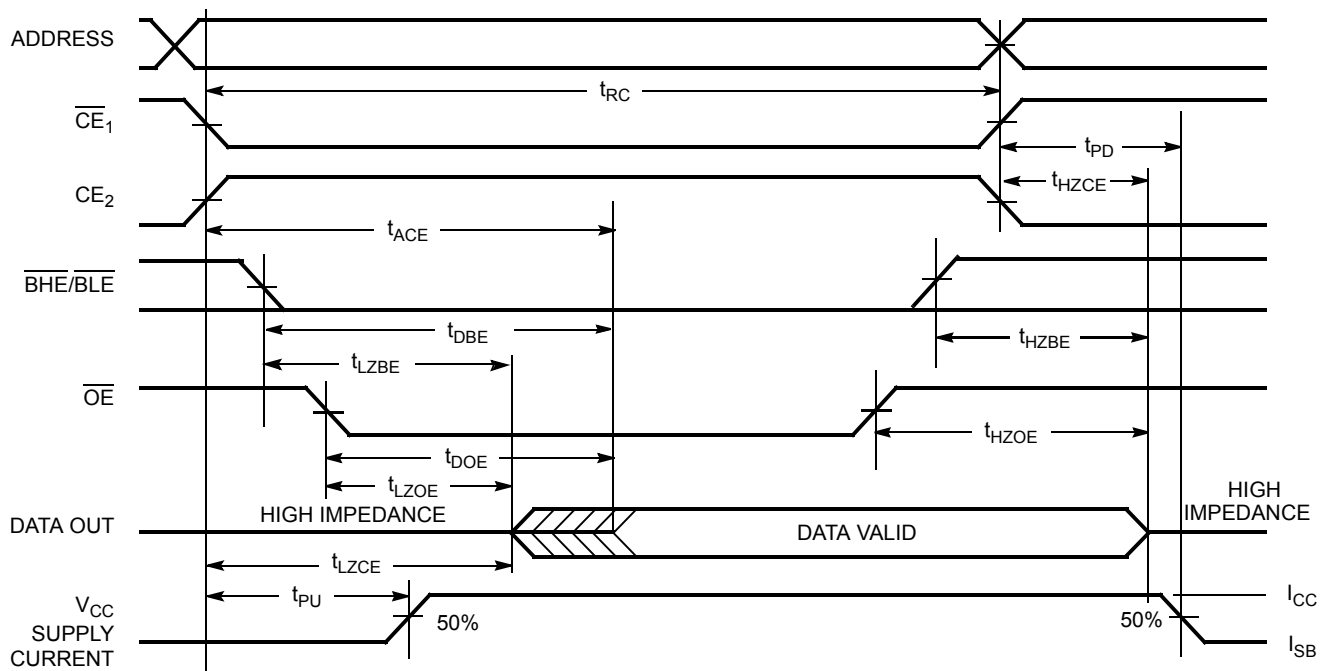 ADDRESS
tRC
CE1
tPD
tHZCE
CE2
tACE
BHE/BLE
tDBE
tHZBE
tLZBE
OE
tHZOE
tDOE
tLZOE
HIGH IMPEDANCE
HIGH
IMPEDANCE
DATA OUT
DATA VALID
tLZCE
tPU
VCC
SUPPLY
CURRENT
50%
50%
ICC
ISB